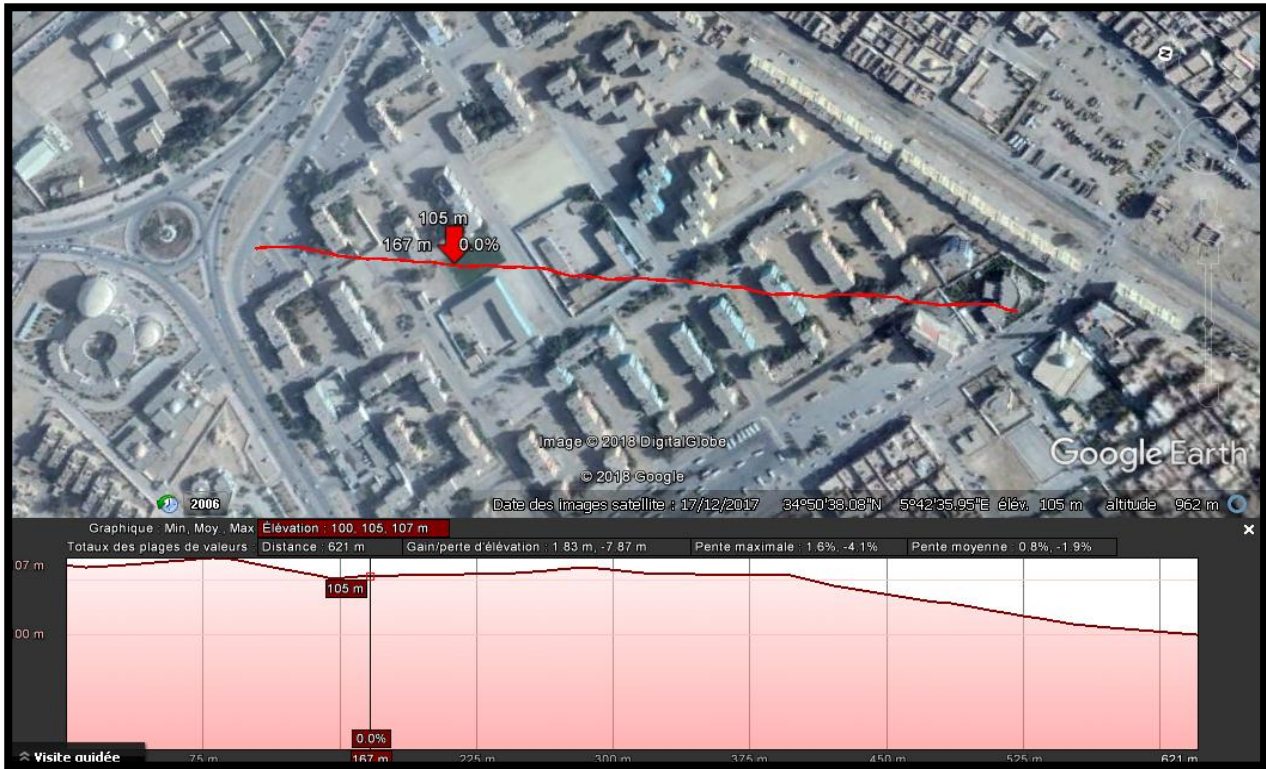 N
105 m
167 m 0.0%
Image © 2018 DigitalGlobe
© 2018 Google
Google Earth
2006
Date des images satellite : 17/12/2017 34°50'38.08"N 5°42'35.95"E élév. 105 m altitude 962 m
Graphique : Min, Moy., Max Élévation : 100, 105, 107 m
Totaux des plages de valeurs : Distance : 621 m Gain/perte d'élévation : 1.83 m, -7.87 m Pente maximale : 1.6%, -4.1% Pente moyenne : 0.8%, -1.9%
07 m
105 m
00 m
0.0%
Visite guidée 75 m 167 m 225 m 300 m 375 m 450 m 525 m 621 m